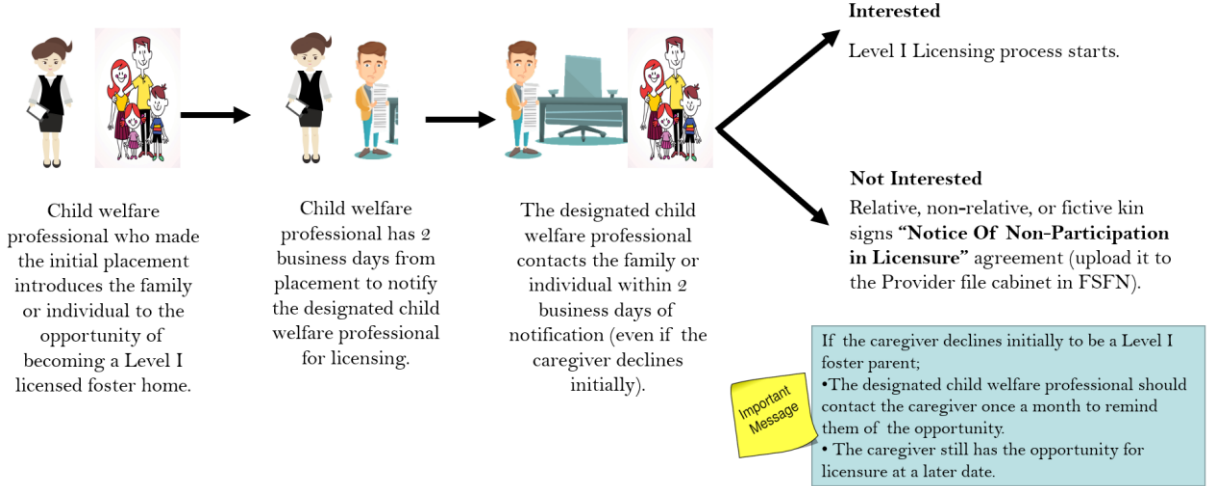 Child welfare
professional who made
the initial placement
introduces the family
or individual to the
opportunity of
becoming a Level I
licensed foster home.
Child welfare
professional has 2
business days from
placement to notify
the designated child
welfare professional
for licensing.
The designated child
welfare professional
contacts the family or
individual within 2
business days of
notification (even if the
caregiver declines
initially).
Interested
Level I Licensing process starts.
Not Interested
Relative, non-relative, or fictive kin
signs “Notice Of Non-Participation
in Licensure” agreement (upload it to
the Provider file cabinet in FSFN).
Important
Message
If the caregiver declines initially to be a Level I
foster parent;
•The designated child welfare professional should
contact the caregiver once a month to remind
them of the opportunity.
• The caregiver still has the opportunity for
licensure at a later date.